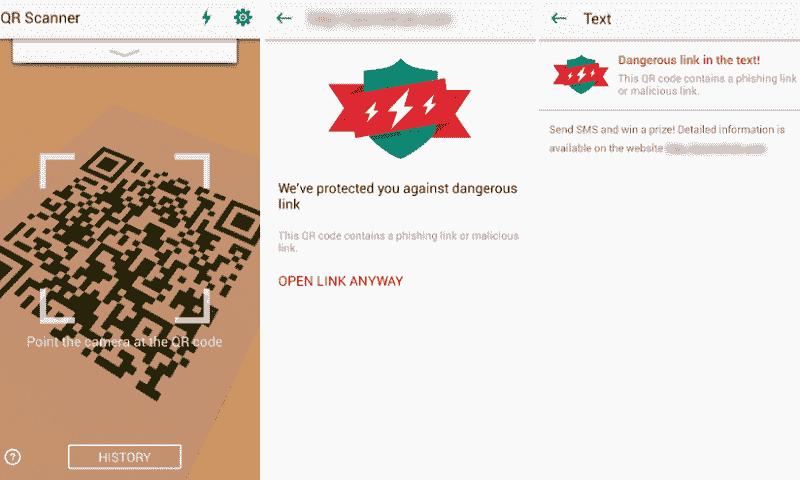 QR Scanner
Point the camera at the QR code
?
HISTORY
We've protected you against dangerous
link
This QR code contains a phishing link or malicious
link.
OPEN LINK ANYWAY
Text
Dangerous link in the text!
This QR code contains a phishing link
or malicious link.
Send SMS and win a prize! Detailed information is
available on the website